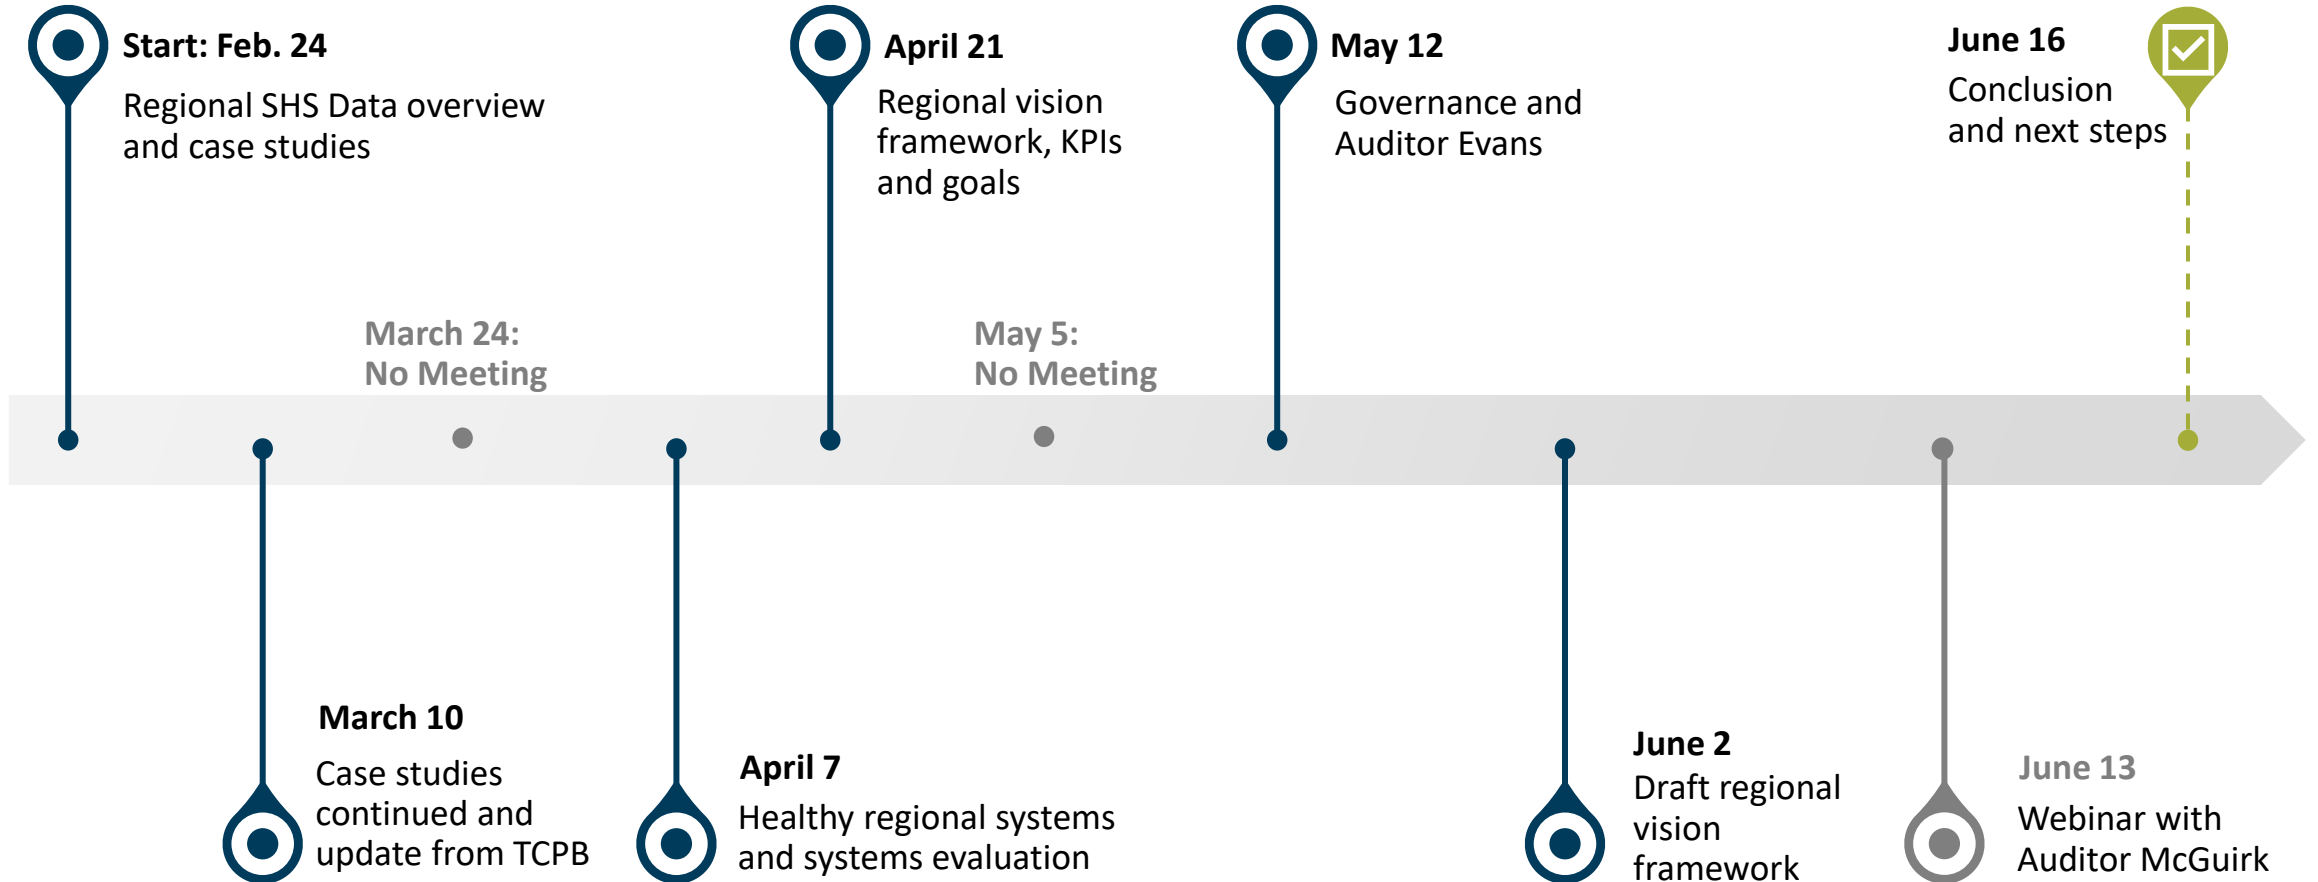 Start: Feb. 24
Regional SHS Data overview
and case studies
April 21
Regional vision
framework, KPIs
and goals
May 12
Governance and
Auditor Evans
June 16
Conclusion
and next steps
March 24:
No Meeting
May 5:
No Meeting
March 10
Case studies
continued and
update from TCPB
April 7
Healthy regional systems
and systems evaluation
June 2
Draft regional
vision
framework
June 13
Webinar with
Auditor McGuirk